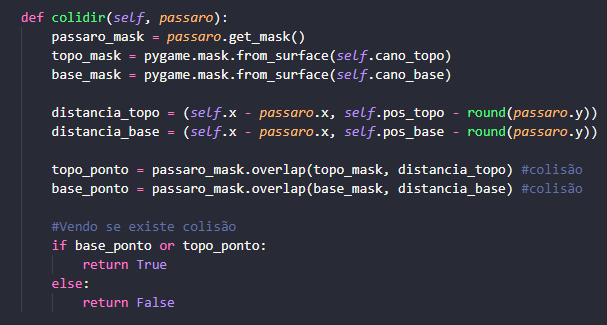 def colidir(self, passaro):
    passaro_mask = passaro.get_mask()
    topo_mask = pygame.mask.from_surface(self.cano_topo)
    base_mask = pygame.mask.from_surface(self.cano_base)

    distancia_topo = (self.x - passaro.x, self.pos_topo - round(passaro.y))
    distancia_base = (self.x - passaro.x, self.pos_base - round(passaro.y))

    topo_ponto = passaro_mask.overlap(topo_mask, distancia_topo) #colisão
    base_ponto = passaro_mask.overlap(base_mask, distancia_base) #colisão

    #Vendo se existe colisão
    if base_ponto or topo_ponto:
        return True
    else:
        return False